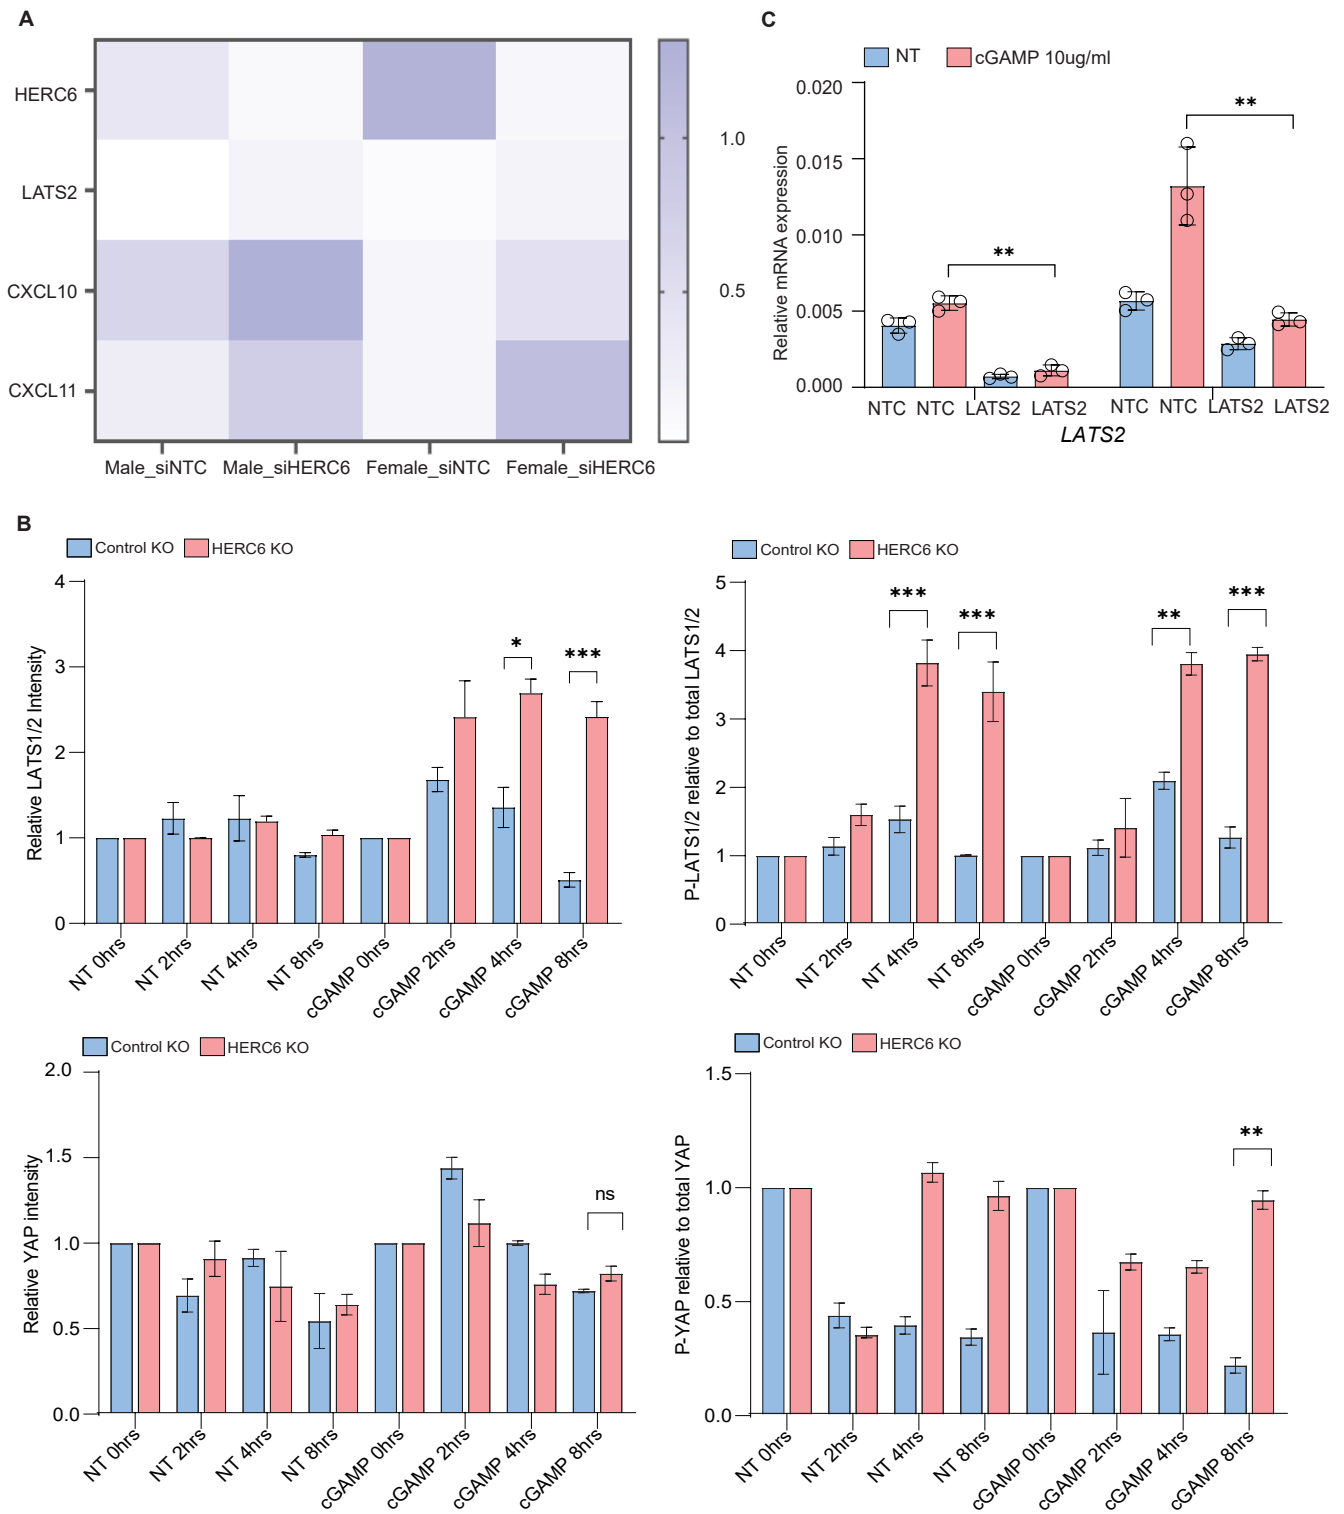 A
HERC6
LATS2
CXCL10
CXCL11
Male_siNTC Male_siHERC6 Female_siNTC Female_siHERC6
1.0
0.5
C
NT cGAMP 10ug/ml
Relative mRNA expression
0.020
0.015
0.010
0.005
0.000
** **
NTC NTC LATS2 LATS2 NTC NTC LATS2 LATS2
LATS2
B
Control KO HERC6 KO
Relative LATS1/2 Intensity
4
3
2
1
0
* ***
NT 0hrs NT 2hrs NT 4hrs NT 8hrs cGAMP 0hrs cGAMP 2hrs cGAMP 4hrs cGAMP 8hrs
Control KO HERC6 KO
P-LATS1/2 relative to total LATS1/2
5
4
3
2
1
0
*** *** ** ***
NT 0hrs NT 2hrs NT 4hrs NT 8hrs cGAMP 0hrs cGAMP 2hrs cGAMP 4hrs cGAMP 8hrs
Control KO HERC6 KO
Relative YAP intensity
2.0
1.5
1.0
0.5
0.0
ns
NT 0hrs NT 2hrs NT 4hrs NT 8hrs cGAMP 0hrs cGAMP 2hrs cGAMP 4hrs cGAMP 8hrs
Control KO HERC6 KO
P-YAP relative to total YAP
1.5
1.0
0.5
0.0
**
NT 0hrs NT 2hrs NT 4hrs NT 8hrs cGAMP 0hrs cGAMP 2hrs cGAMP 4hrs cGAMP 8hrs